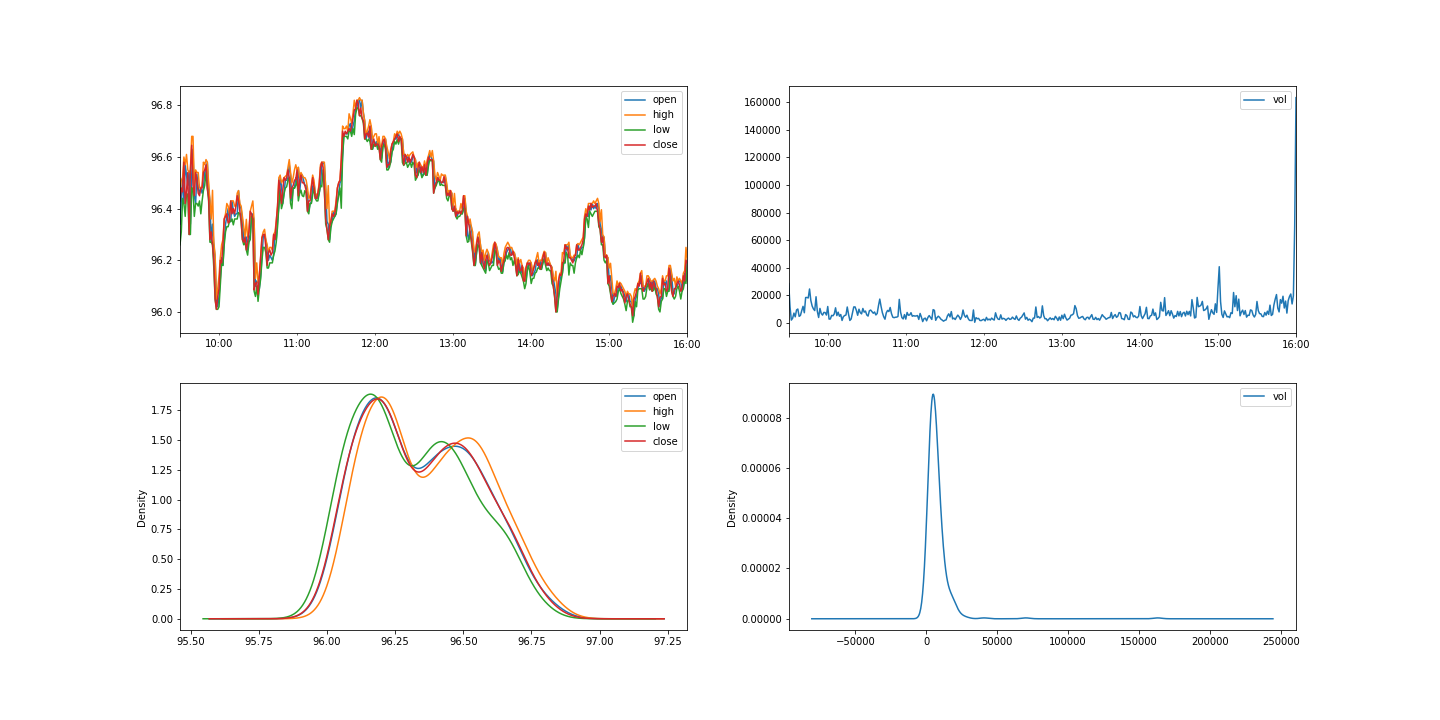 96.8
96.6
96.4
96.2
96.0
10:00 11:00 12:00 13:00 14:00 15:00 16:00
open
high
low
close
160000
140000
120000
100000
80000
60000
40000
20000
0
10:00 11:00 12:00 13:00 14:00 15:00 16:00
vol
Density
1.75
1.50
1.25
1.00
0.75
0.50
0.25
0.00
95.50 95.75 96.00 96.25 96.50 96.75 97.00 97.25
open
high
low
close
Density
0.00008
0.00006
0.00004
0.00002
0.00000
−50000 0 50000 100000 150000 200000 250000
vol